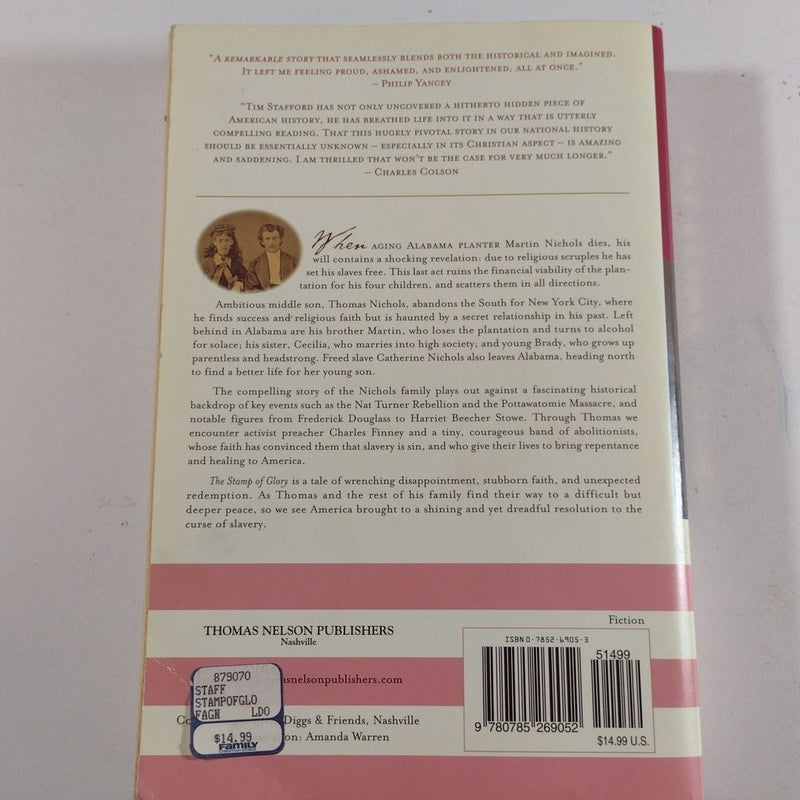 "A REMARKABLE STORY THAT SEAMLESSLY BLENDS BOTH THE HISTORICAL AND IMAGINED.
IT LEFT ME FEELING PROUD, ASHAMED, AND ENLIGHTENED, ALL AT ONCE."
– PHILIP YANCEY
"TIM STAFFORD HAS NOT ONLY UNCOVERED A HITHERTO HIDDEN PIECE OF
AMERICAN HISTORY, HE HAS BREATHED LIFE INTO IT IN A WAY THAT IS UTTERLY
COMPELLING READING. THAT THIS HUGELY PIVOTAL STORY IN OUR NATIONAL HISTORY
SHOULD BE ESSENTIALLY UNKNOWN – ESPECIALLY IN ITS CHRISTIAN ASPECT – IS AMAZING
AND SADDENING. I AM THRILLED THAT WON'T BE THE CASE FOR VERY MUCH LONGER."
– CHARLES COLSON
When AGING ALABAMA PLANTER Martin Nichols dies, his
will contains a shocking revelation: due to religious scruples he has
set his slaves free. This last act ruins the financial viability of the plan-
tation for his four children, and scatters them in all directions.
Ambitious middle son, Thomas Nichols, abandons the South for New York City, where
he finds success and religious faith but is haunted by a secret relationship in his past. Left
behind in Alabama are his brother Martin, who loses the plantation and turns to alcohol
for solace; his sister, Cecilia, who marries into high society; and young Brady, who grows up
parentless and headstrong. Freed slave Catherine Nichols also leaves Alabama, heading north
to find a better life for her young son.
The compelling story of the Nichols family plays out against a fascinating historical
backdrop of key events such as the Nat Turner Rebellion and the Pottawatomie Massacre, and
notable figures from Frederick Douglass to Harriet Beecher Stowe. Through Thomas we
encounter activist preacher Charles Finney and a tiny, courageous band of abolitionists,
whose faith has convinced them that slavery is sin, and who give their lives to bring repentance
and healing to America.
The Stamp of Glory is a tale of wrenching disappointment, stubborn faith, and unexpected
redemption. As Thomas and the rest of his family find their way to a difficult but
deeper peace, so we see America brought to a shining and yet dreadful resolution to the
curse of slavery.
THOMAS NELSON PUBLISHERS
Nashville
asnelsonpublishers.com
Co Diggs & Friends, Nashville
on: Amanda Warren
879070
STAFF
STAMPOFGLO
FAGN LDO
$14.99
FAMILY
Fiction
ISBN 0-7852-6905-3
51499
9 780785 269052
$14.99 U.S.